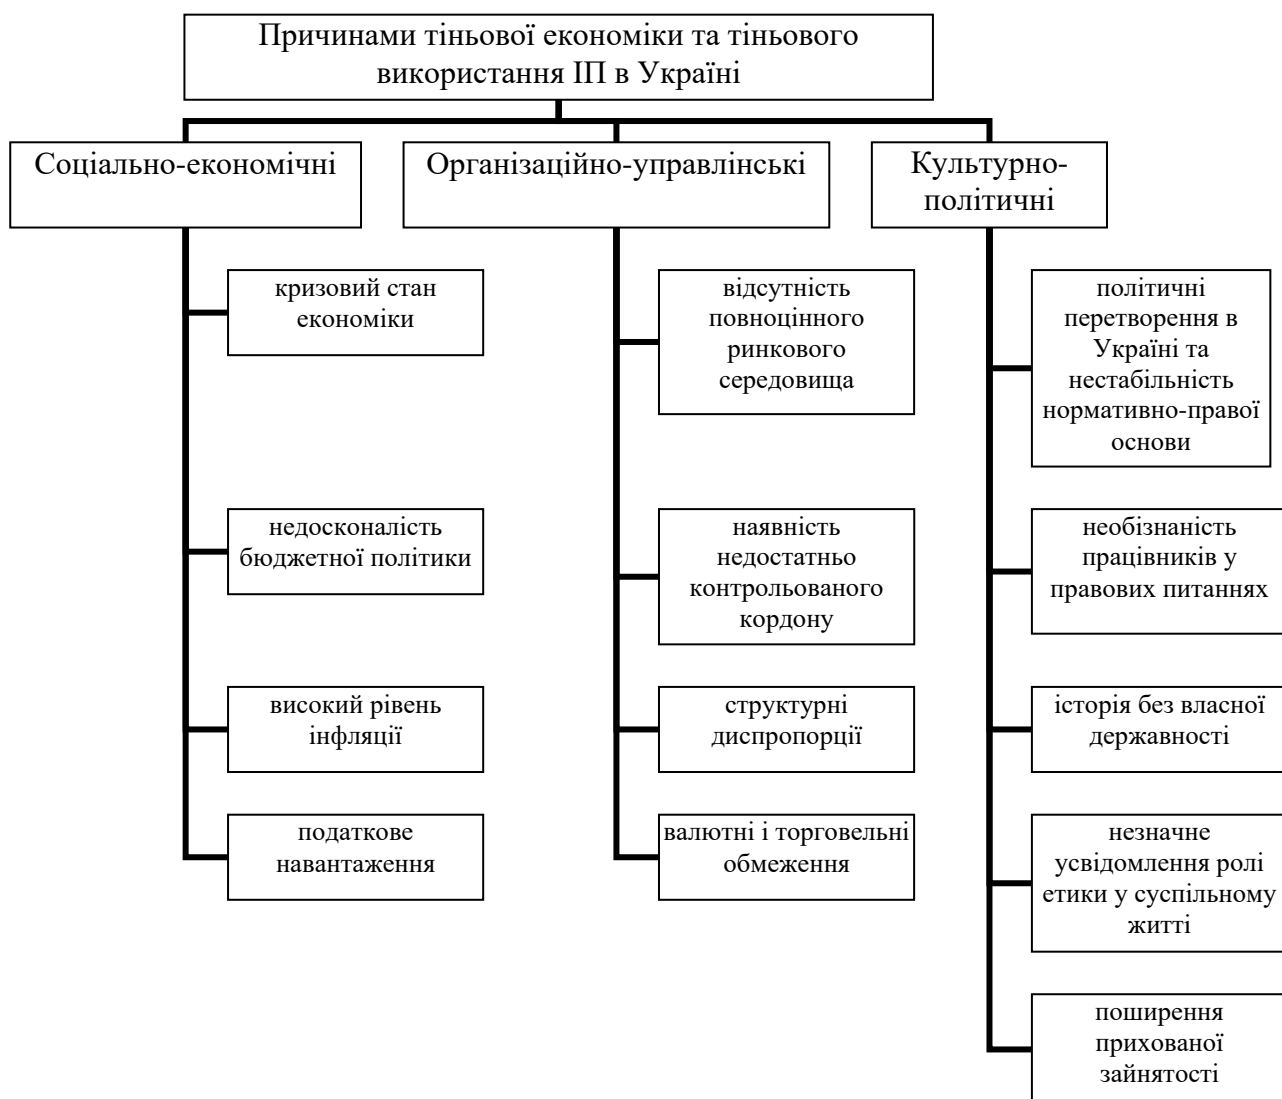 Причинами тіньової економіки та тіньового
використання ІП в Україні
Соціально-економічні
кризовий стан
економіки
недосконалість
бюджетної політики
високий рівень
інфляції
податкове
навантаження
Організаційно-управлінські
відсутність
повноцінного
ринкового
середовища
наявність
недостатньо
контрольованого
кордону
структурні
диспропорції
валютні і торговельні
обмеження
Культурно-
політичні
політичні
перетворення в
Україні та
нестабільність
нормативно-правої
основи
необізнаність
працівників у
правових питаннях
історія без власної
державності
незначне
усвідомлення ролі
етики у суспільному
житті
поширення
прихованої
зайнятості